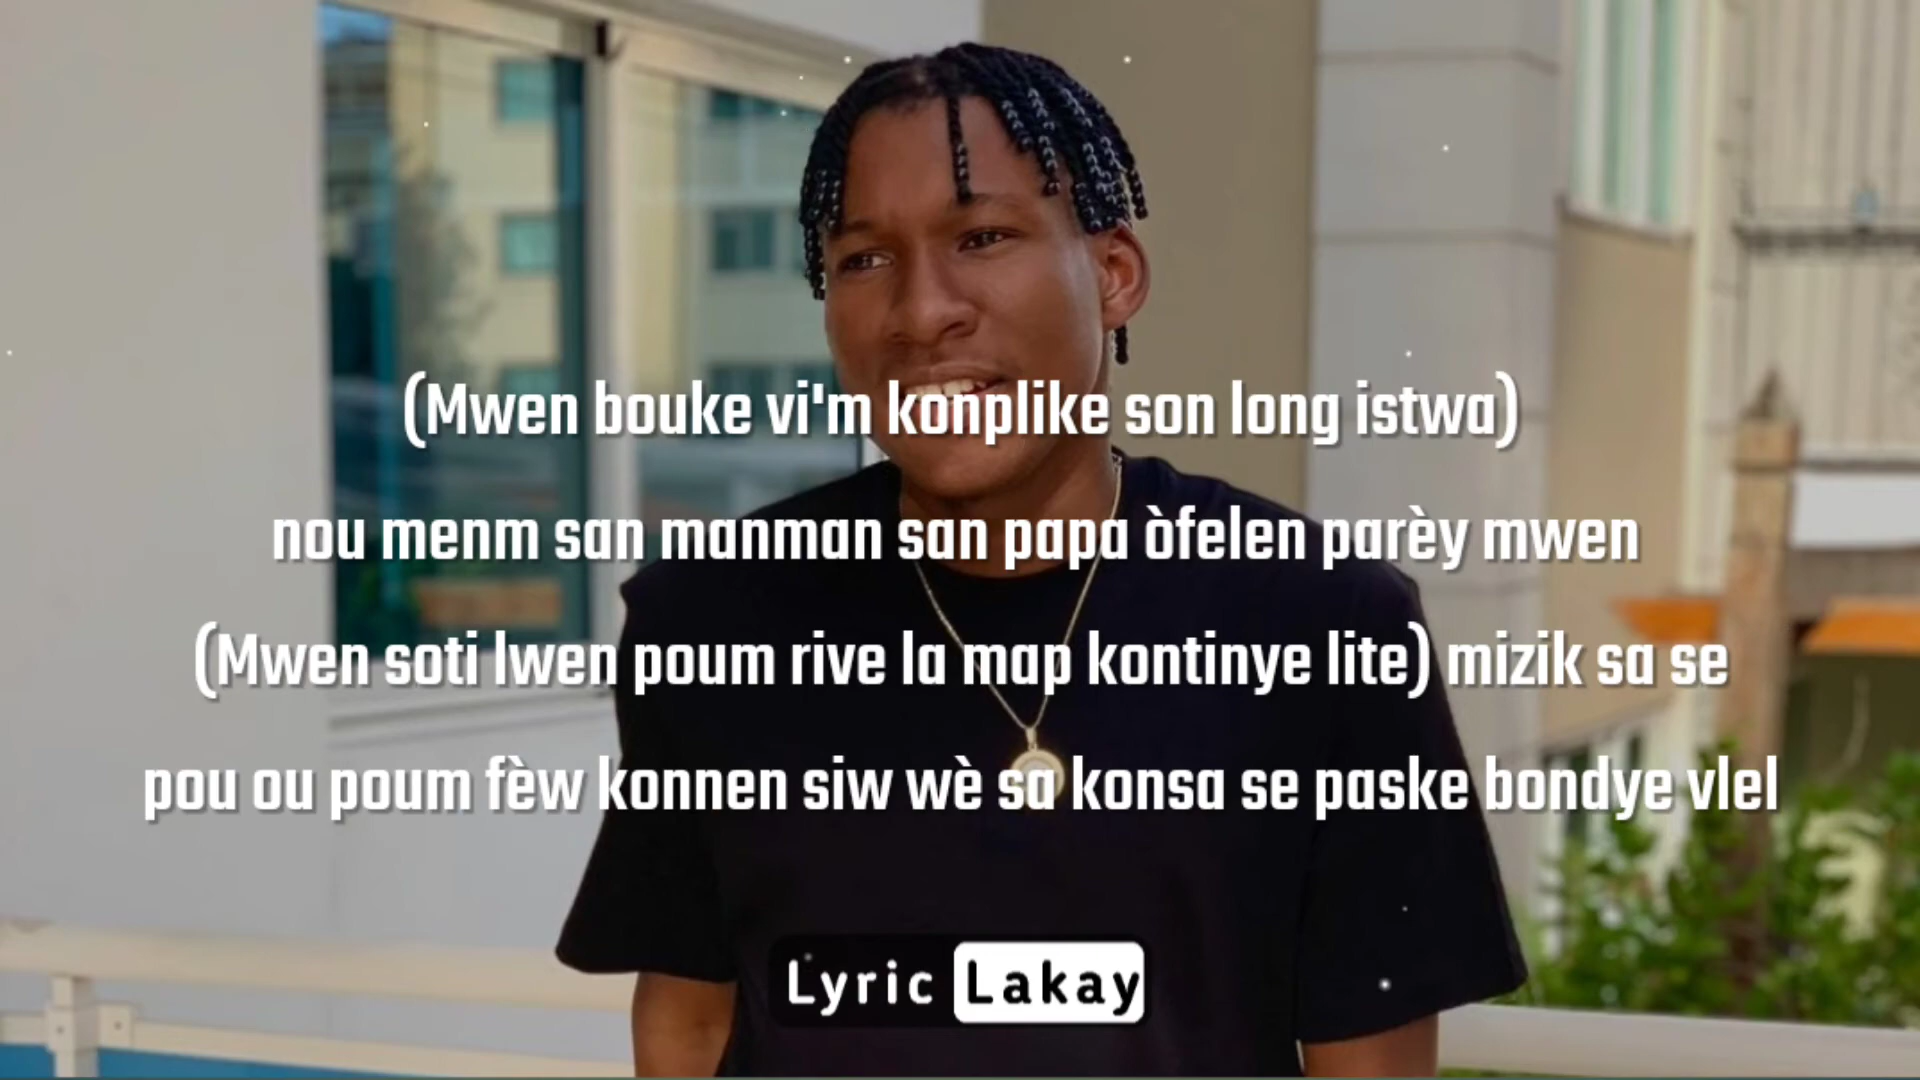 (Mwen bouke vi'm konplike son long istwa)
nou menm san manman san papa òfelen parèy mwen
(Mwen soti lwen poum rive la map kontinye lite) mizik sa se
pou ou poum fèw konnen siw wè sa konsa se paske bondye vlel
Lyric Lakay